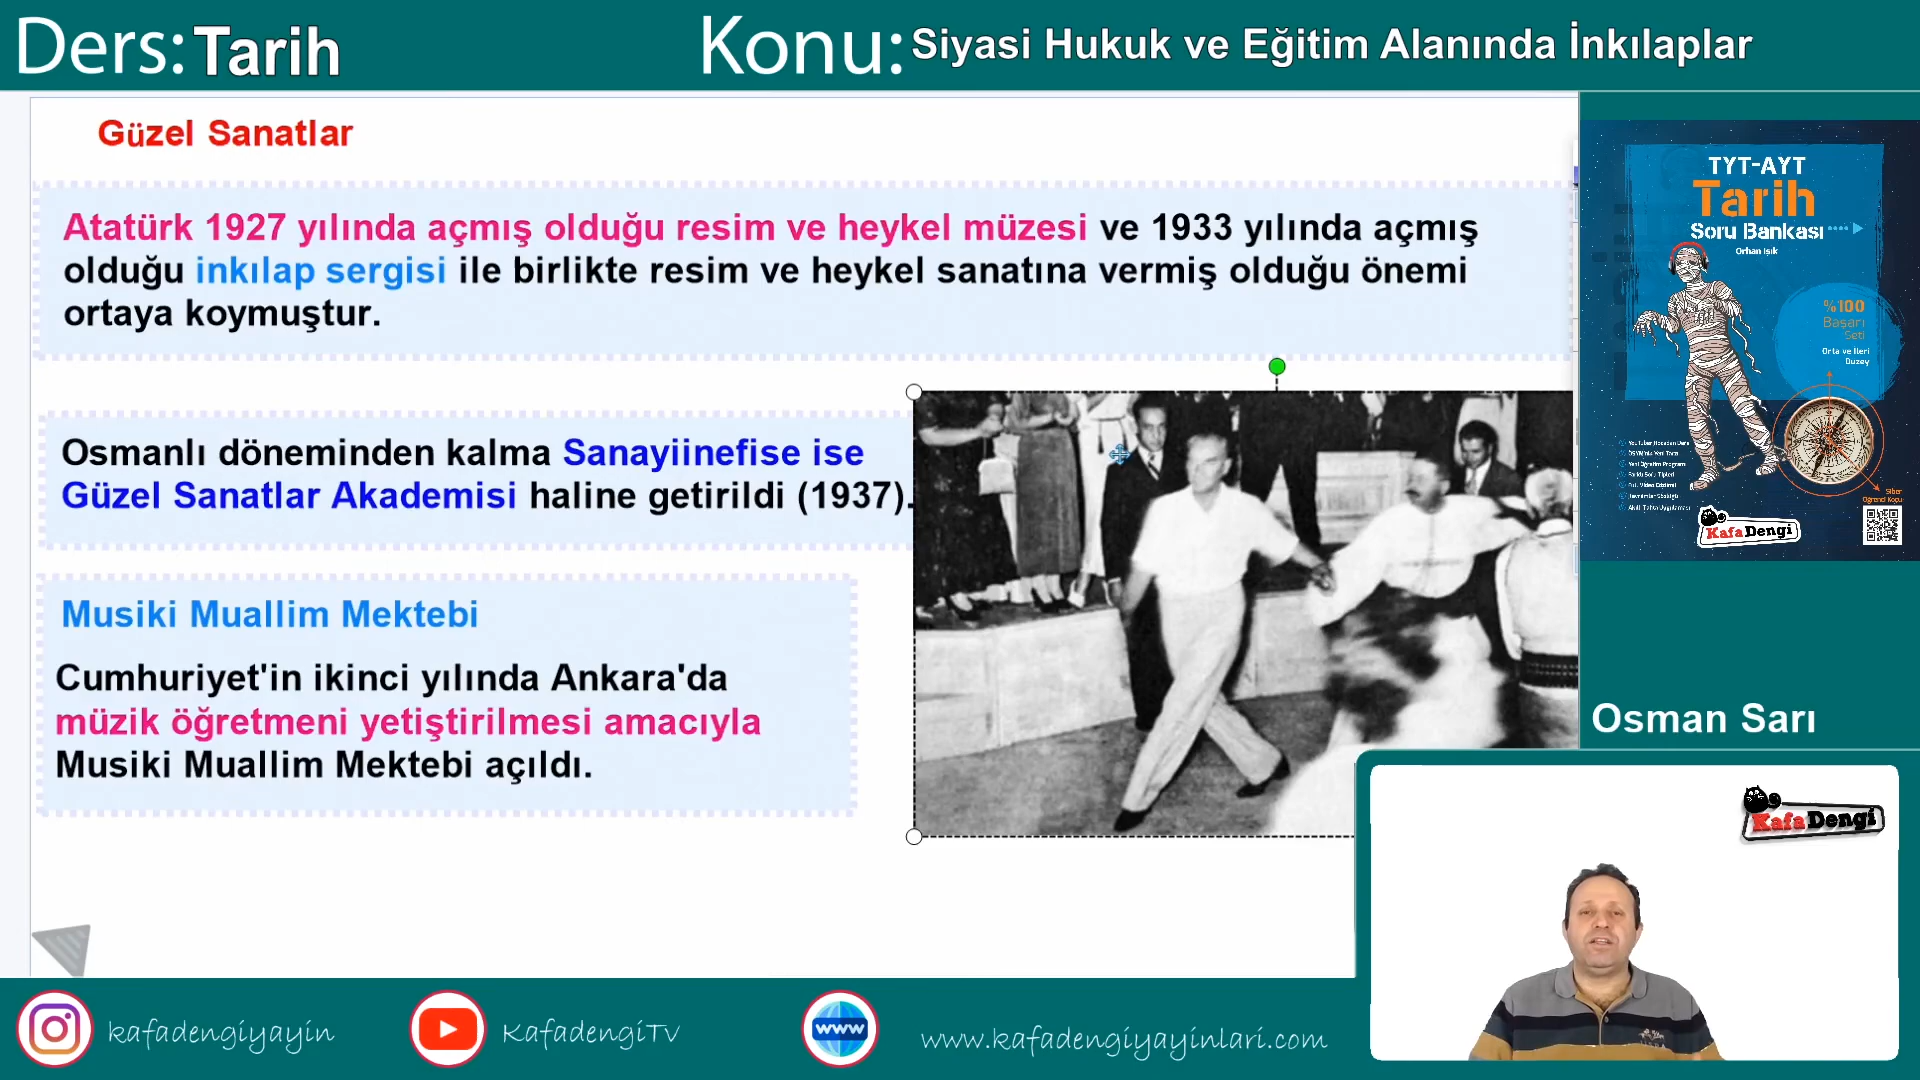 Ders: Tarih
Konu: Siyasi Hukuk ve Eğitim Alanında İnkılaplar
Güzel Sanatlar
Atatürk 1927 yılında açmış olduğu resim ve heykel müzesi ve 1933 yılında açmış
olduğu inkılap sergisi ile birlikte resim ve heykel sanatına vermiş olduğu önemi
ortaya koymuştur.
Osmanlı döneminden kalma Sanayiinefise ise
Güzel Sanatlar Akademisi haline getirildi (1937).
Musiki Muallim Mektebi
Cumhuriyet'in ikinci yılında Ankara'da
müzik öğretmeni yetiştirilmesi amacıyla
Musiki Muallim Mektebi açıldı.
TYT-AYT
Tarih
Soru Bankası
Orhan Işık
%100
Başarı
Seti
Orta ve İleri
Düzey
KafaDengi
Osman Sarı
KafaDengi
kafadengiyayin
KafadengiTv
www
www.kafadengiyayinlari.com